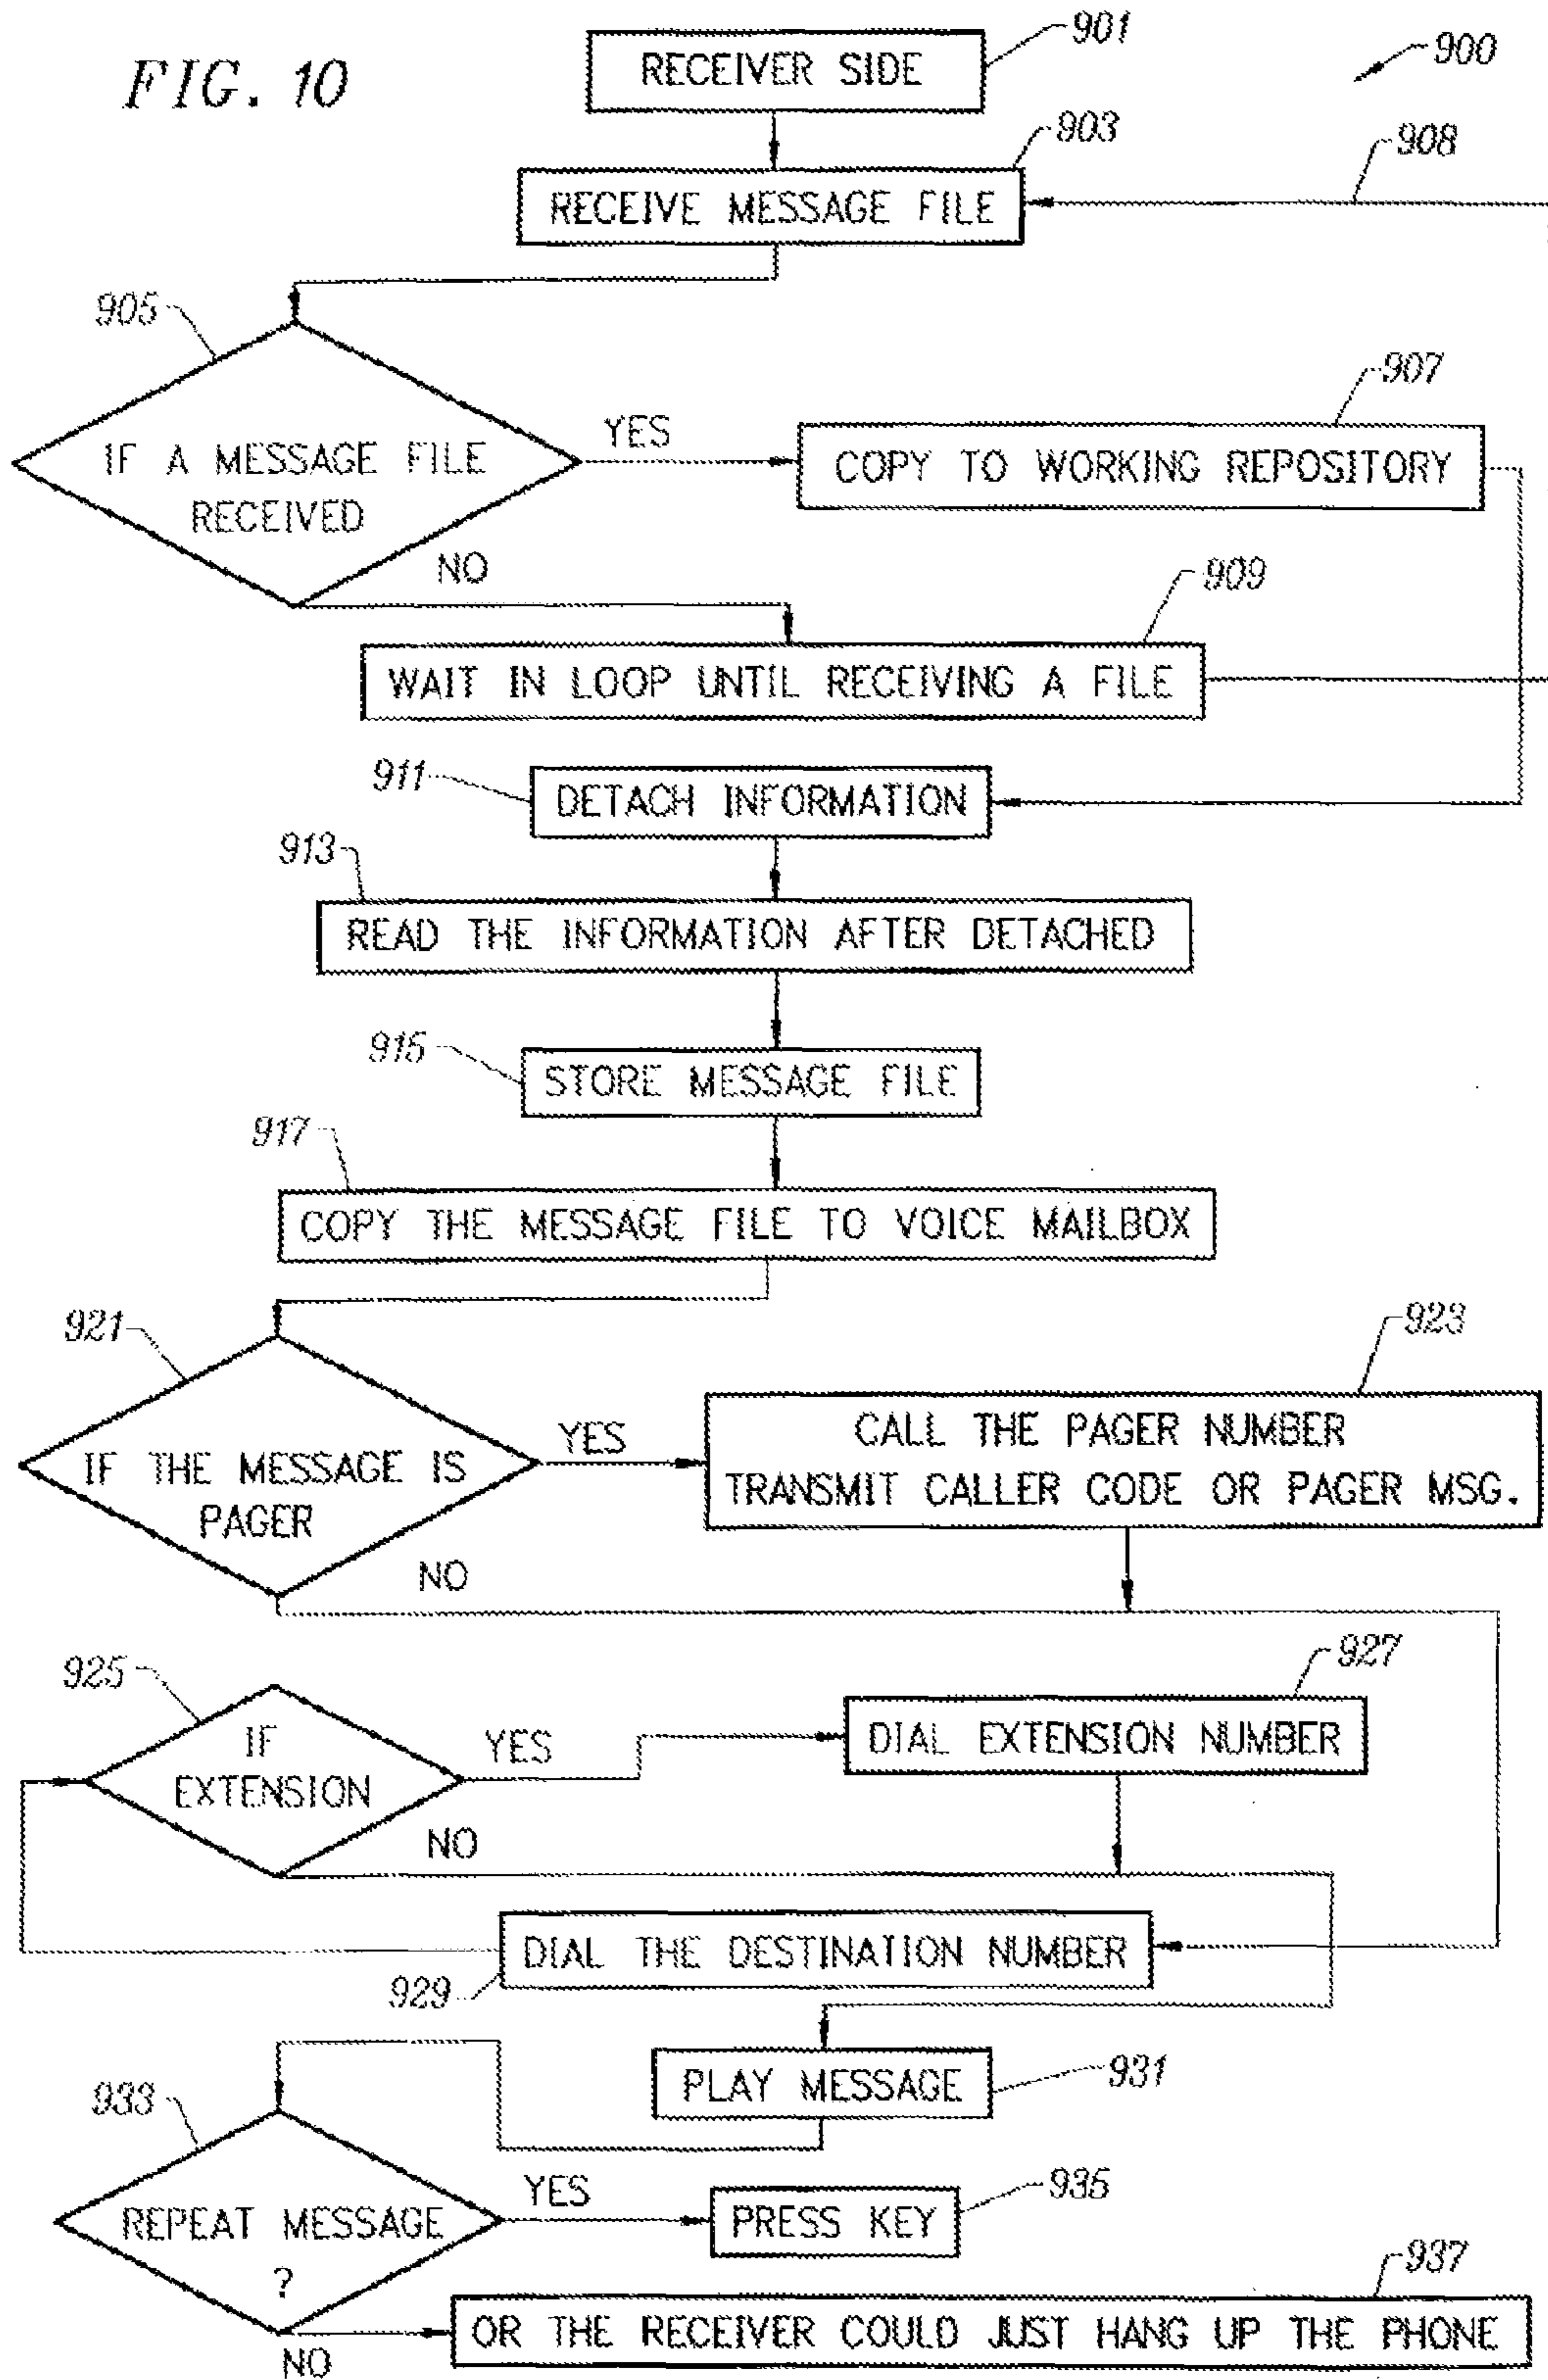 FIG. 10
RECEIVER SIDE
901
900
903
908
RECEIVE MESSAGE FILE
905
IF A MESSAGE FILE
RECEIVED
YES
NO
907
COPY TO WORKING REPOSITORY
909
WAIT IN LOOP UNTIL RECEIVING A FILE
911
DETACH INFORMATION
913
READ THE INFORMATION AFTER DETACHED
915
STORE MESSAGE FILE
917
COPY THE MESSAGE FILE TO VOICE MAILBOX
921
IF THE MESSAGE IS
PAGER
YES
NO
923
CALL THE PAGER NUMBER
TRANSMIT CALLER CODE OR PAGER MSG.
925
IF
EXTENSION
YES
NO
927
DIAL EXTENSION NUMBER
DIAL THE DESTINATION NUMBER
929
PLAY MESSAGE
931
933
REPEAT MESSAGE
?
YES
NO
PRESS KEY
935
937
OR THE RECEIVER COULD JUST HANG UP THE PHONE